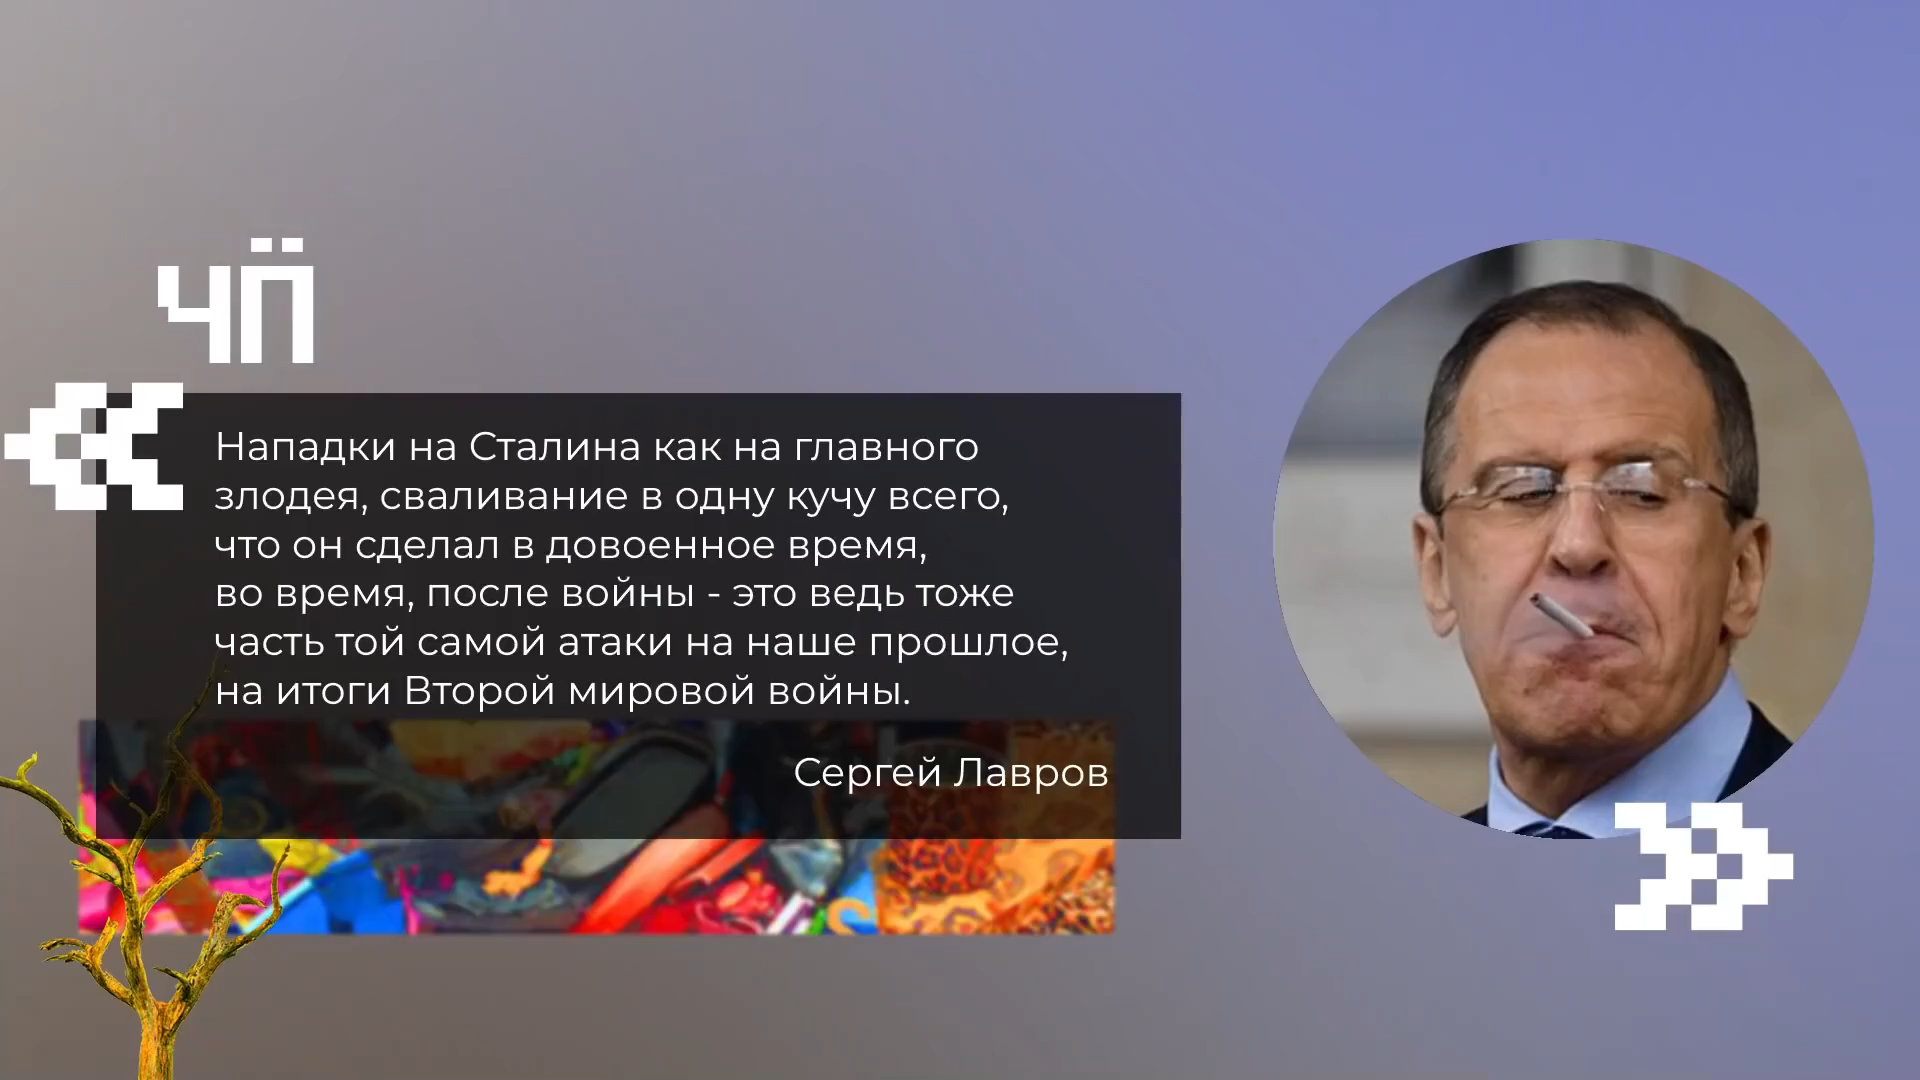 ЧП̈
Нападки на Сталина как на главного
злодея, сваливание в одну кучу всего,
что он сделал в довоенное время,
во время, после войны - это ведь тоже
часть той самой атаки на наше прошлое,
на итоги Второй мировой войны.
Сергей Лавров